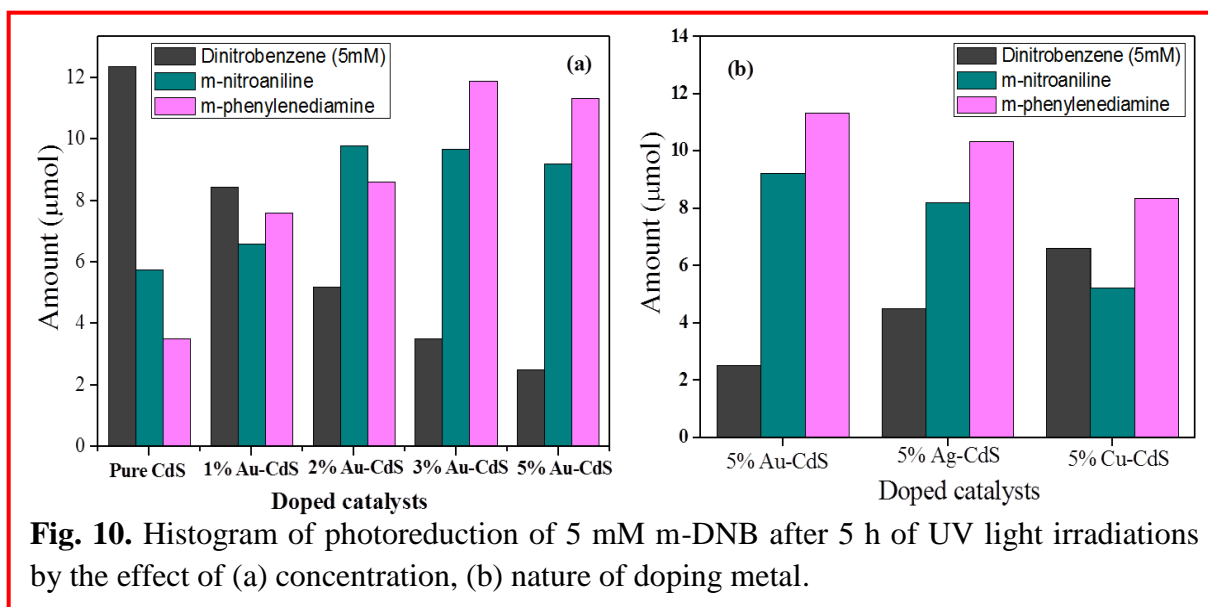 Dinitrobenzene (5mM)
m-nitroaniline
m-phenylenediamine
(a)
Amount (µmol)
12
10
8
6
4
2
0
Pure CdS 1% Au-CdS 2% Au-CdS 3% Au-CdS 5% Au-CdS
Doped catalysts
(b)
Dinitrobenzene (5mM)
m-nitroaniline
m-phenylenediamine
Amount (µmol)
14
12
10
8
6
4
2
0
5% Au-CdS 5% Ag-CdS 5% Cu-CdS
Doped catalysts
Fig. 10. Histogram of photoreduction of 5 mM m-DNB after 5 h of UV light irradiations
by the effect of (a) concentration, (b) nature of doping metal.